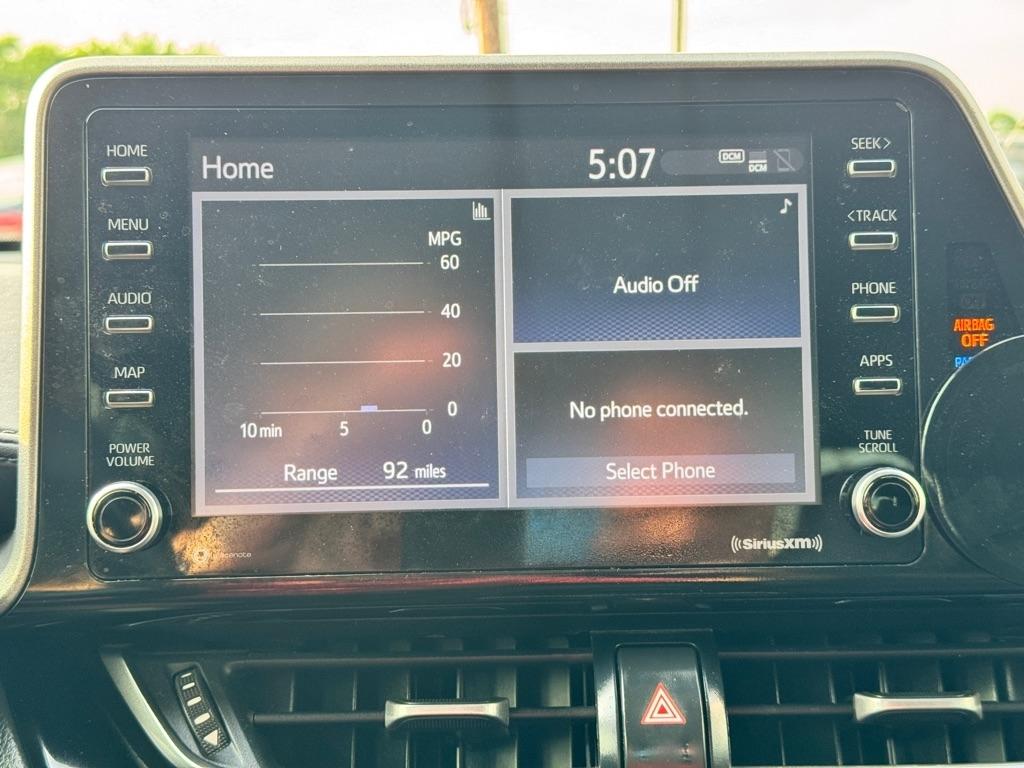 HOME
MENU
AUDIO
MAP
POWER
VOLUME
Home
5:07
DCM
DCM
MPG
60
40
20
0
10 min 5 0
Range 92 miles
Audio Off
No phone connected.
Select Phone
SEEK>
<TRACK
PHONE
APPS
TUNE
SCROLL
SiriusXM
AIRBAG
OFF